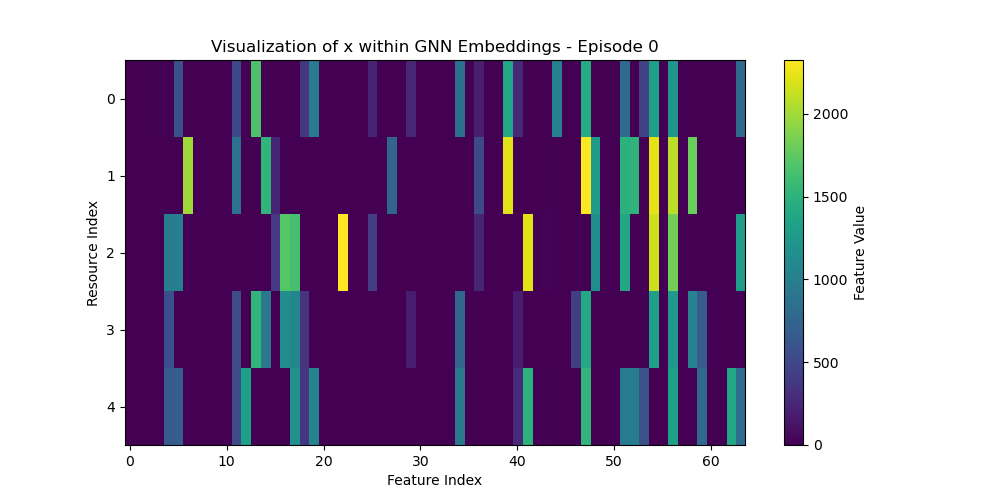 Visualization of x within GNN Embeddings - Episode 0
Resource Index
0
1
2
3
4
0 10 20 30 40 50 60
Feature Index
2000
1500
1000
500
0
Feature Value